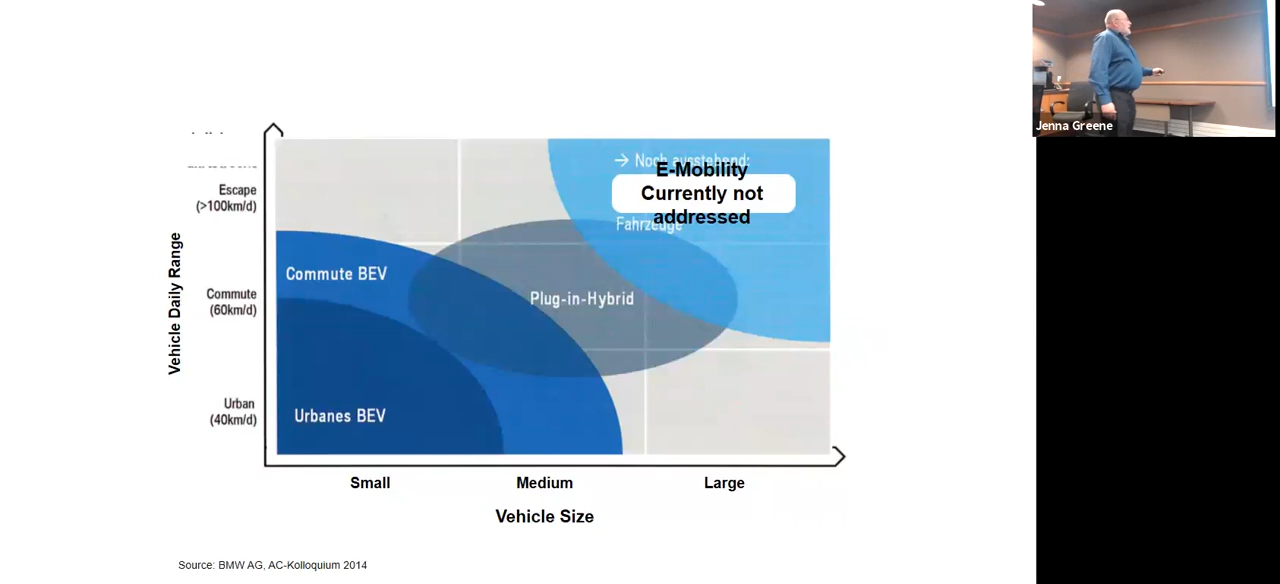 Jenna Greene
→ Noch ausstehend:
E-Mobility
Currently not
addressed
Fahrzeuge
Escape
(>100km/d)
Commute BEV
Vehicle Daily Range
Commute
(60km/d)
Plug-in-Hybrid
Urban
(40km/d)
Urbanes BEV
Small
Medium
Large
Vehicle Size
Source: BMW AG, AC-Kolloquium 2014